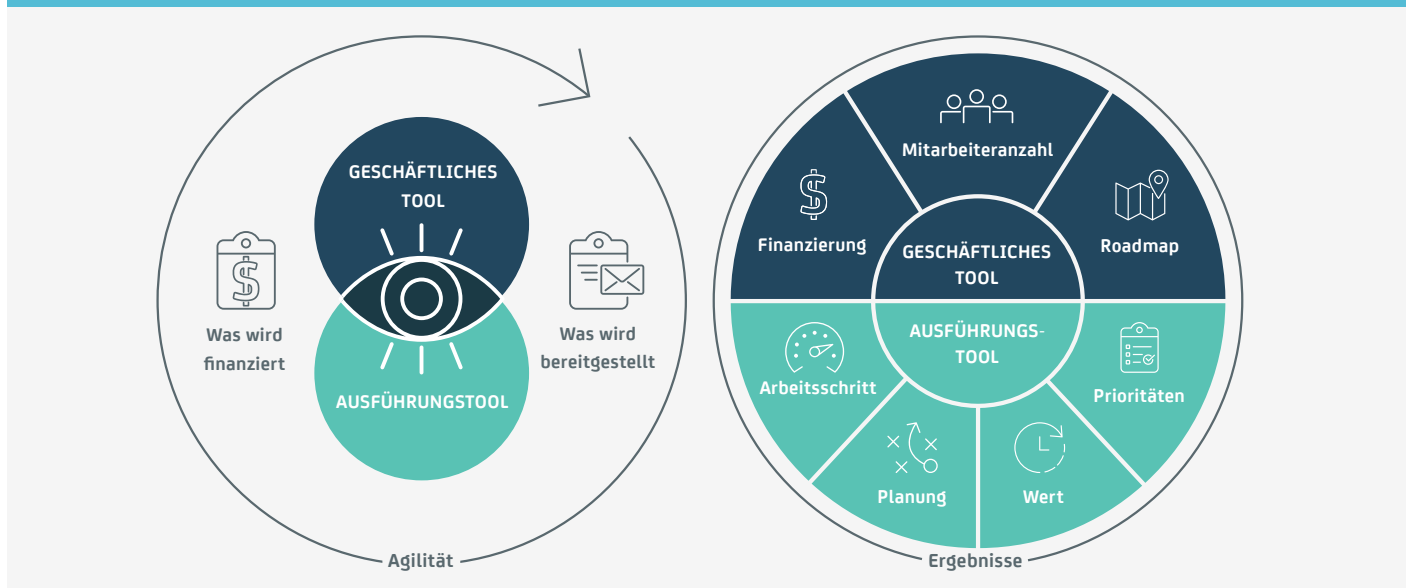 GESCHÄFTLICHES
TOOL
Was wird
finanziert
Was wird
bereitgestellt
AUSFÜHRUNGSTOOL
Agilität
Mitarbeiteranzahl
Finanzierung
Roadmap
GESCHÄFTLICHES
TOOL
AUSFÜHRUNGS-
TOOL
Arbeitsschritt
Prioritäten
Planung
Wert
Ergebnisse